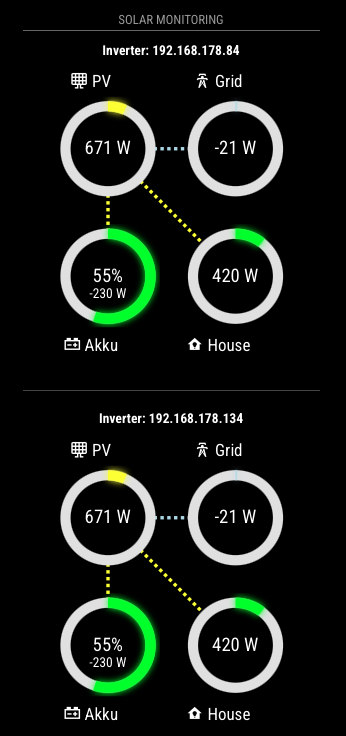 SOLAR MONITORING
Inverter: 192.168.178.84
PV Grid
671 W -21 W
55% 420 W
-230 W
Akku House
Inverter: 192.168.178.134
PV Grid
671 W -21 W
55% 420 W
-230 W
Akku House